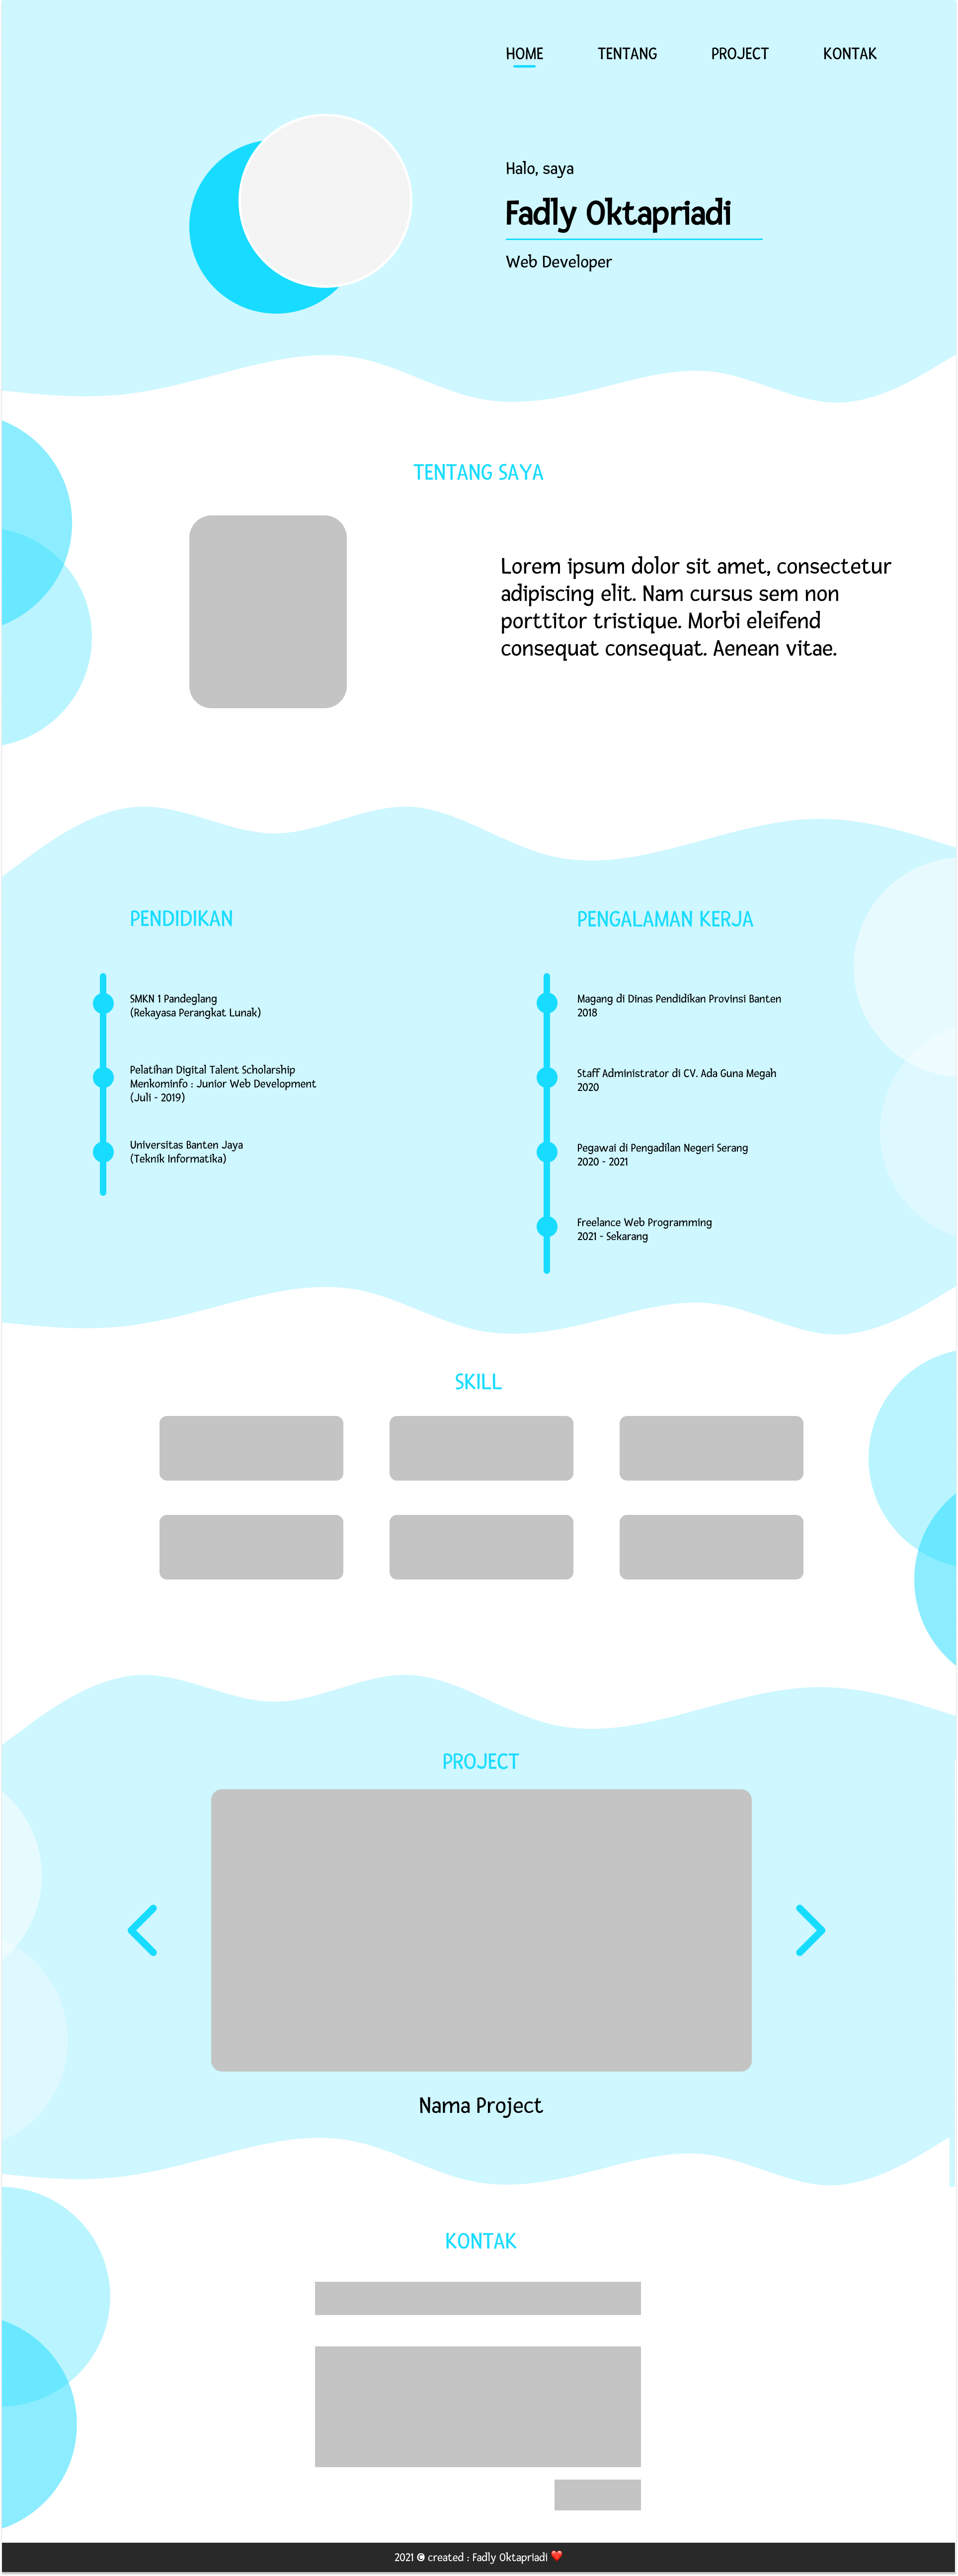 HOME TENTANG PROJECT KONTAK
Halo, saya
Fadly Oktapriadi
Web Developer
TENTANG SAYA
Lorem ipsum dolor sit amet, consectetur
adipiscing elit. Nam cursus sem non
porttitor tristique. Morbi eleifend
consequat consequat. Aenean vitae.
PENDIDIKAN
SMKN 1 Pandeglang
(Rekayasa Perangkat Lunak)
Pelatihan Digital Talent Scholarship
Menkominfo : Junior Web Development
(Juli - 2019)
Universitas Banten Jaya
(Teknik Informatika)
PENGALAMAN KERJA
Magang di Dinas Pendidikan Provinsi Banten
2018
Staff Administrator di CV. Ada Guna Megah
2020
Pegawai di Pengadilan Negeri Serang
2020 - 2021
Freelance Web Programming
2021 - Sekarang
SKILL
PROJECT
Nama Project
KONTAK
2021 © created : Fadly Oktapriadi ❤️